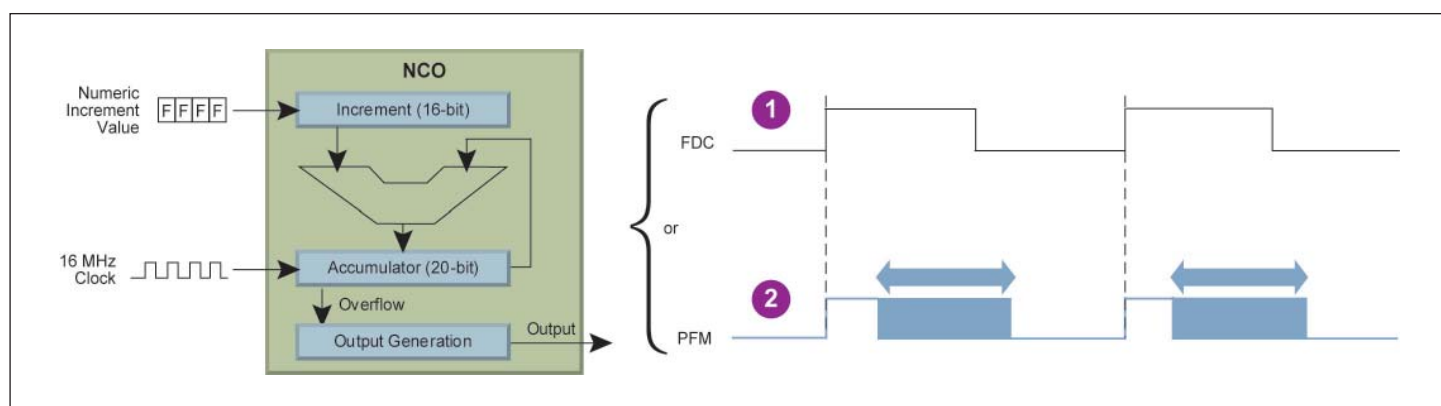 NCO
Numeric
Increment
Value
F F F F
Increment (16-bit)
16 MHz
Clock
Accumulator (20-bit)
Overflow
Output Generation
Output
1
FDC
or
2
PFM